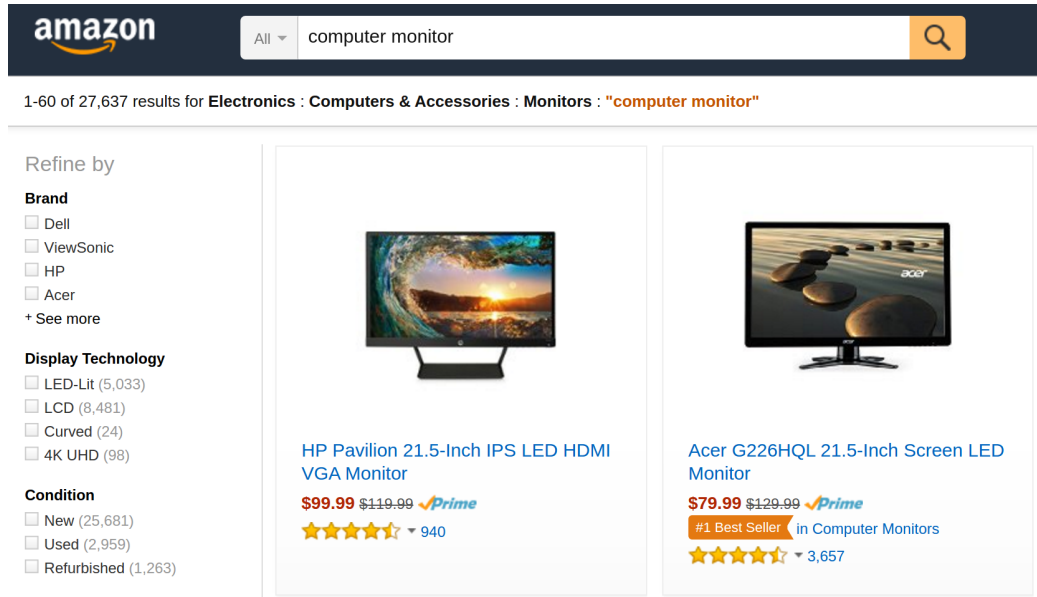 amazon
All computer monitor
1-60 of 27,637 results for Electronics : Computers & Accessories : Monitors : "computer monitor"
Refine by
Brand
Dell
ViewSonic
HP
Acer
+ See more
Display Technology
LED-Lit (5,033)
LCD (8,481)
Curved (24)
4K UHD (98)
Condition
New (25,681)
Used (2,959)
Refurbished (1,263)
HP Pavilion 21.5-Inch IPS LED HDMI
VGA Monitor
$99.99 $119.99 Prime
940
acer
acer
Acer G226HQL 21.5-Inch Screen LED
Monitor
$79.99 $129.99 Prime
#1 Best Seller in Computer Monitors
3,657